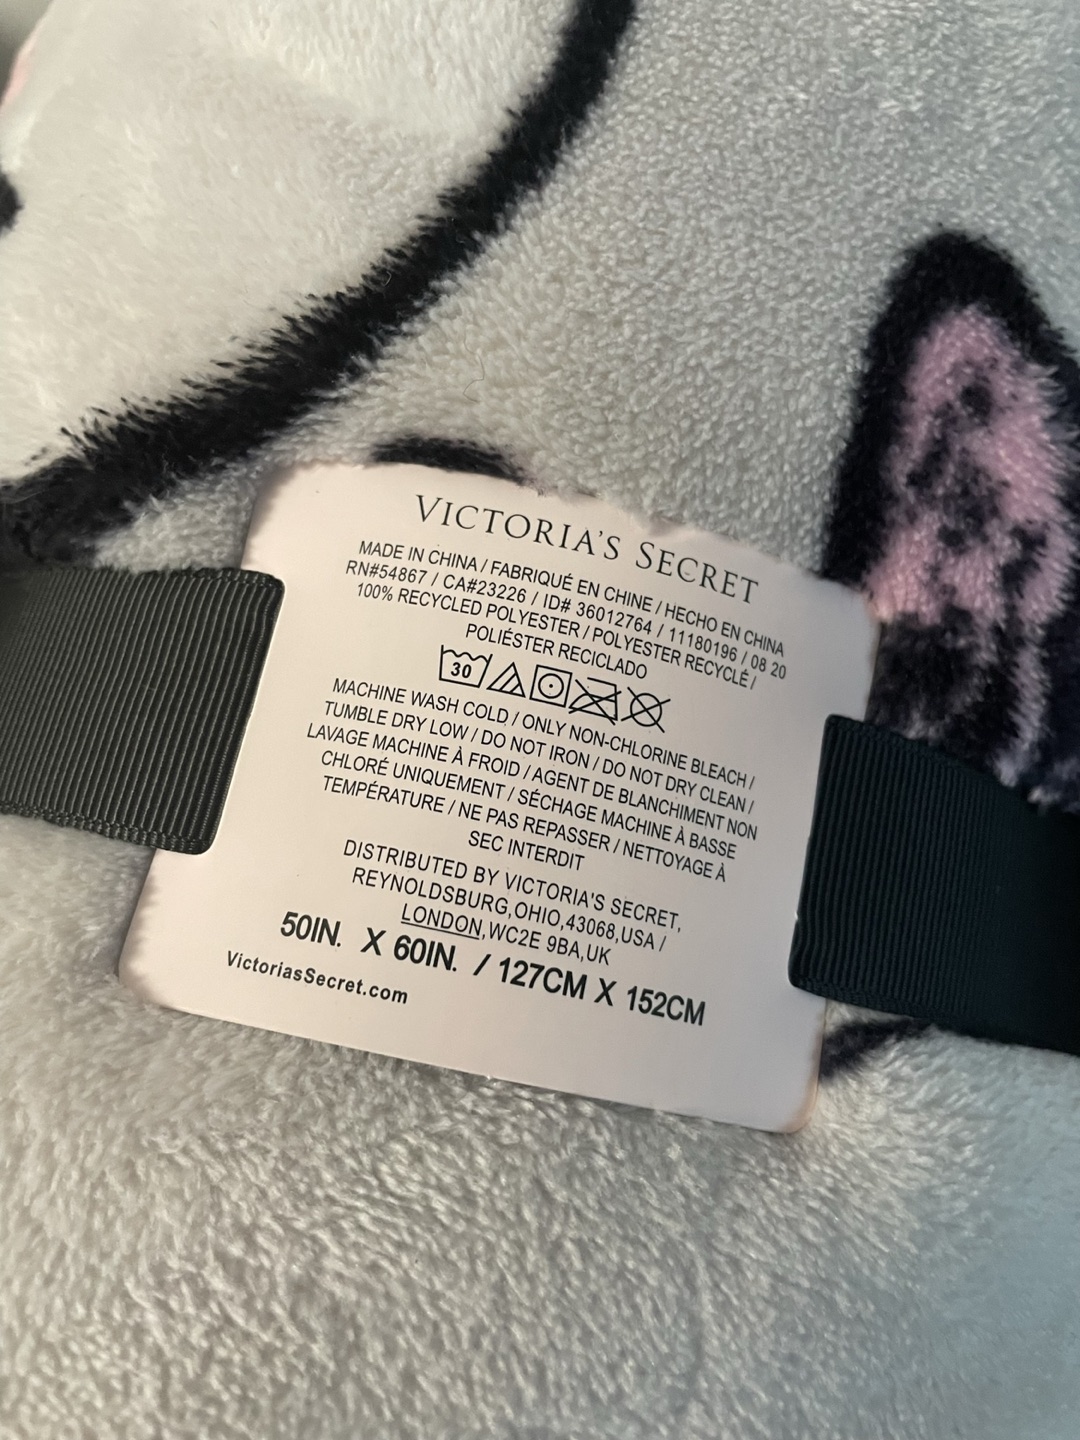 VICTORIA'S SECRET
MADE IN CHINA / FABRIQUÉ EN CHINE / HECHO EN CHINA
RN#54867 / CA#23226 / ID# 36012764 / 11180196 / 08 20
100% RECYCLED POLYESTER / POLYESTER RECYCLÉ /
POLIÉSTER RECICLADO
30
MACHINE WASH COLD / ONLY NON-CHLORINE BLEACH /
TUMBLE DRY LOW / DO NOT IRON / DO NOT DRY CLEAN /
LAVAGE MACHINE À FROID / AGENT DE BLANCHIMENT NON
CHLORÉ UNIQUEMENT / SÉCHAGE MACHINE À BASSE
TEMPÉRATURE / NE PAS REPASSER / NETTOYAGE À
SEC INTERDIT
DISTRIBUTED BY VICTORIA'S SECRET,
REYNOLDSBURG,OHIO,43068,USA /
LONDON,WC2E 9BA,UK
50IN. X 60IN. / 127CM X 152CM
VictoriasSecret.com